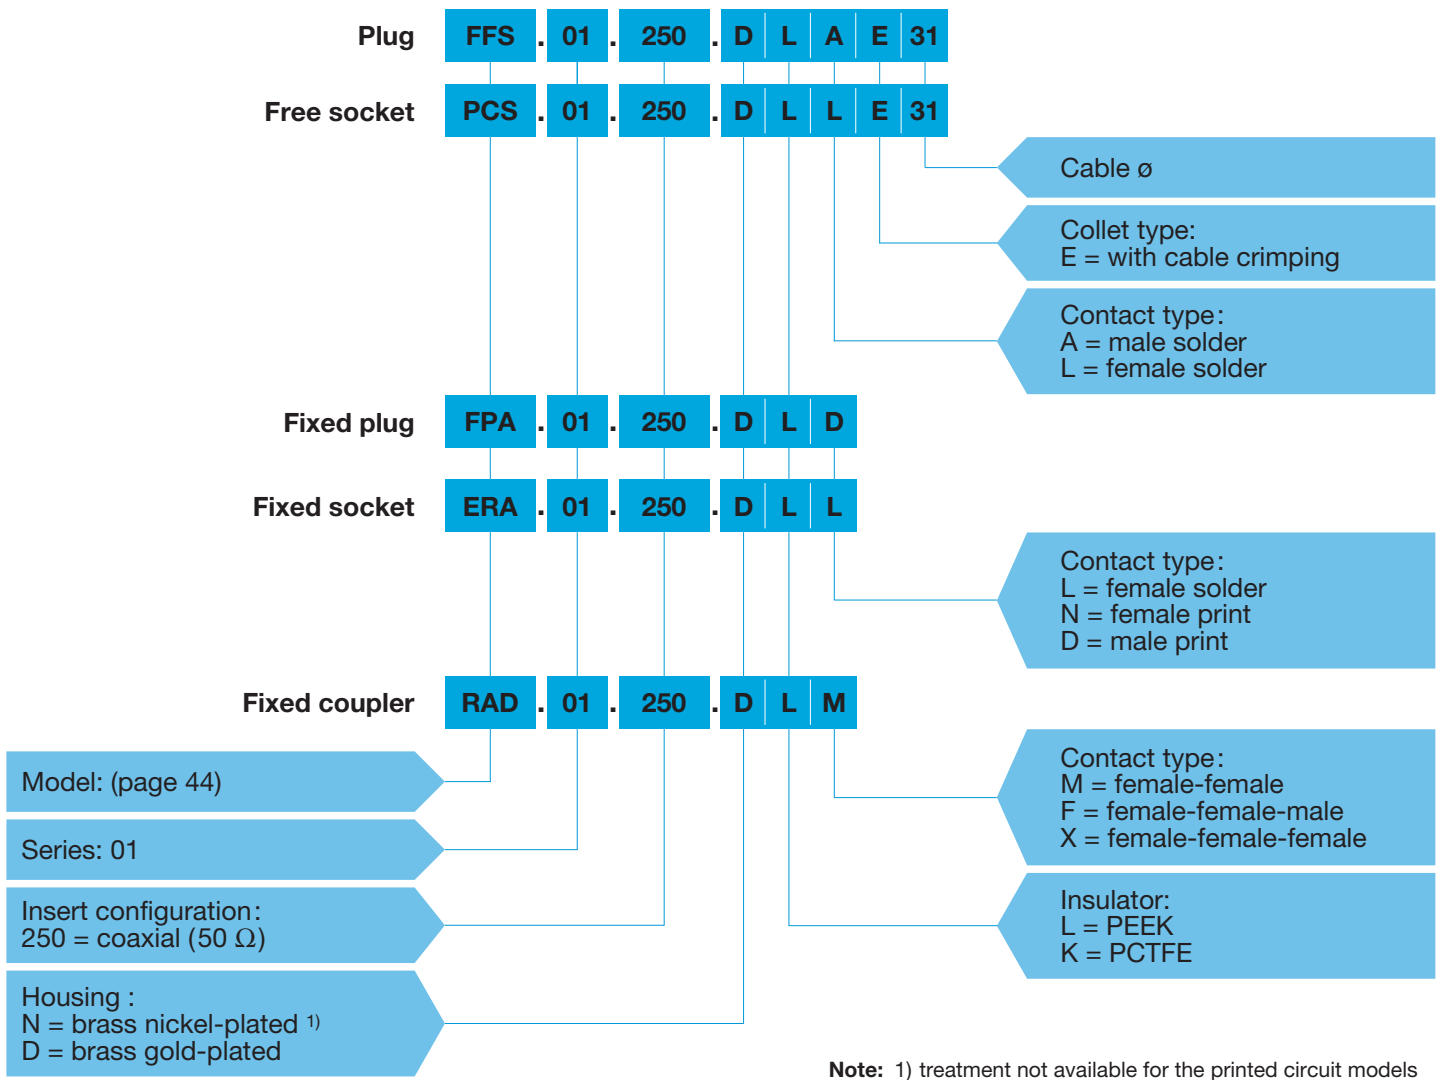 Plug FFS . 01 . 250 . D L A E 31
Free socket PCS . 01 . 250 . D L L E 31
Cable ø
Collet type:
E = with cable crimping
Contact type:
A = male solder
L = female solder
Fixed plug FPA . 01 . 250 . D L D
Fixed socket ERA . 01 . 250 . D L L
Contact type:
L = female solder
N = female print
D = male print
Fixed coupler RAD . 01 . 250 . D L M
Model: (page 44)
Series: 01
Insert configuration:
250 = coaxial (50 Ω)
Housing :
N = brass nickel-plated 1)
D = brass gold-plated
Contact type:
M = female-female
F = female-female-male
X = female-female-female
Insulator:
L = PEEK
K = PCTFE
Note: 1) treatment not available for the printed circuit models